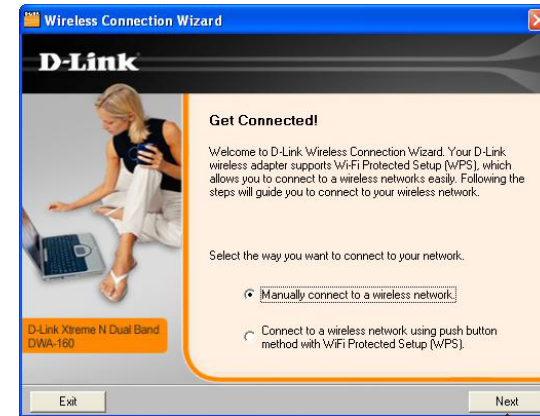 Wireless Connection Wizard
D-Link
Get Connected!
Welcome to D-Link Wireless Connection Wizard. Your D-Link
wireless adapter supports Wi-Fi Protected Setup (WPS), which
allows you to connect to a wireless networks easily. Following the
steps will guide you to connect to your wireless network.
Select the way you want to connect to your network.
Manually connect to a wireless network.
Connect to a wireless network using push button
method with WiFi Protected Setup (WPS).
D-Link Xtreme N Dual Band
DWA-160
Exit
Next